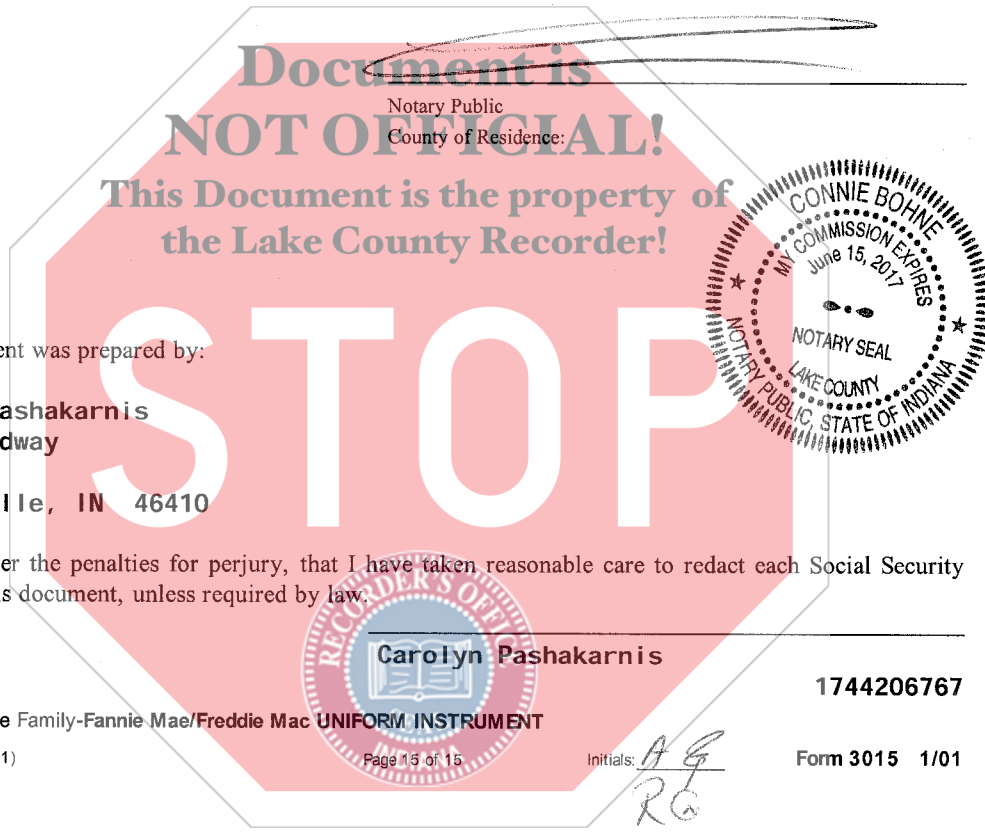 Document is
NOT OFFICIAL!
This Document is the property of
the Lake County Recorder!
STOP
Notary Public
County of Residence:
CONNIE BOHNE
MY COMMISSION EXPIRES
June 15, 2017
NOTARY SEAL
LAKE COUNTY
NOTARY PUBLIC, STATE OF INDIANA
ent was prepared by:
ashakarnis
dway
lle, IN 46410
er the penalties for perjury, that I have taken reasonable care to redact each Social Security
s document, unless required by law.
RECORDER'S OFFICE
INDIANA
Carolyn Pashakarnis
1744206767
e Family-Fannie Mae/Freddie Mac UNIFORM INSTRUMENT
1) Page 15 of 15 Initials: A G Form 3015 1/01
R G